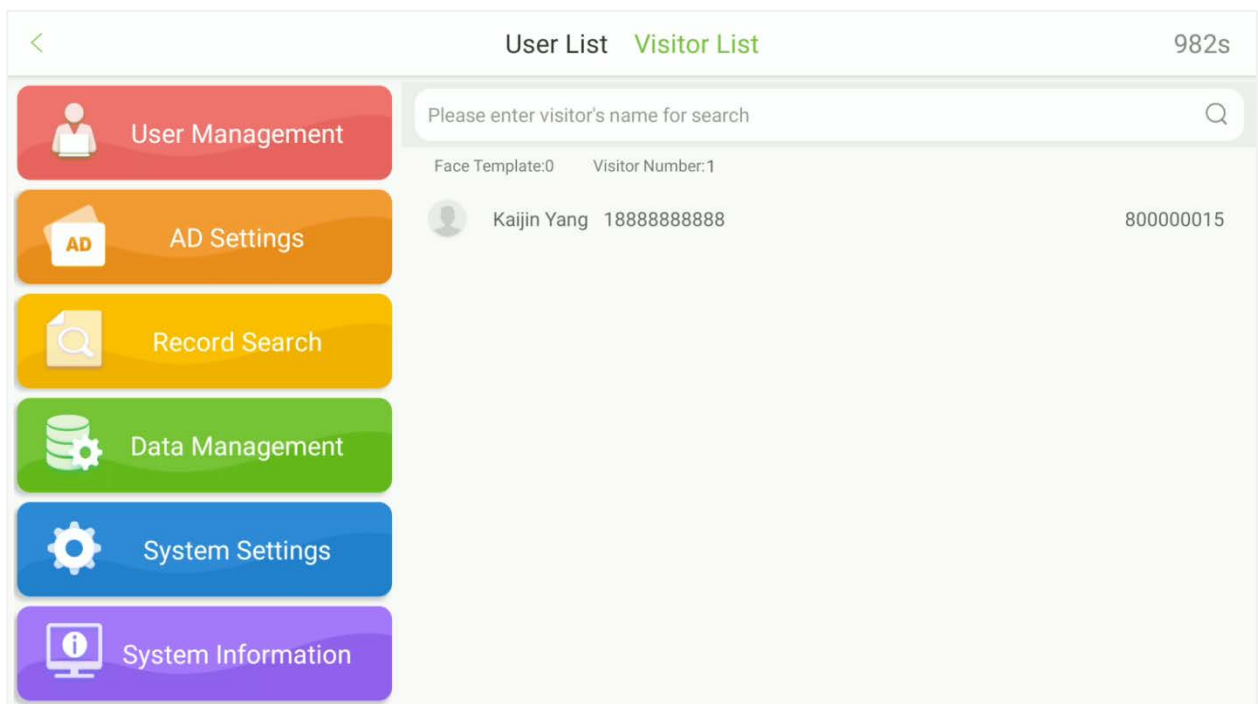 User List Visitor List 982s
User Management
AD AD Settings
Record Search
Data Management
System Settings
System Information
Please enter visitor's name for search
Face Template:0 Visitor Number:1
Kaijin Yang 18888888888 800000015